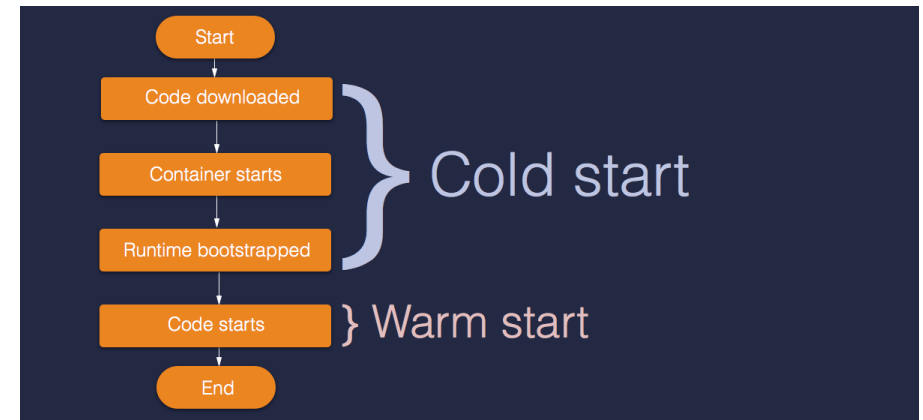 Start
Code downloaded
Container starts
Cold start
Runtime bootstrapped
Code starts
} Warm start
End